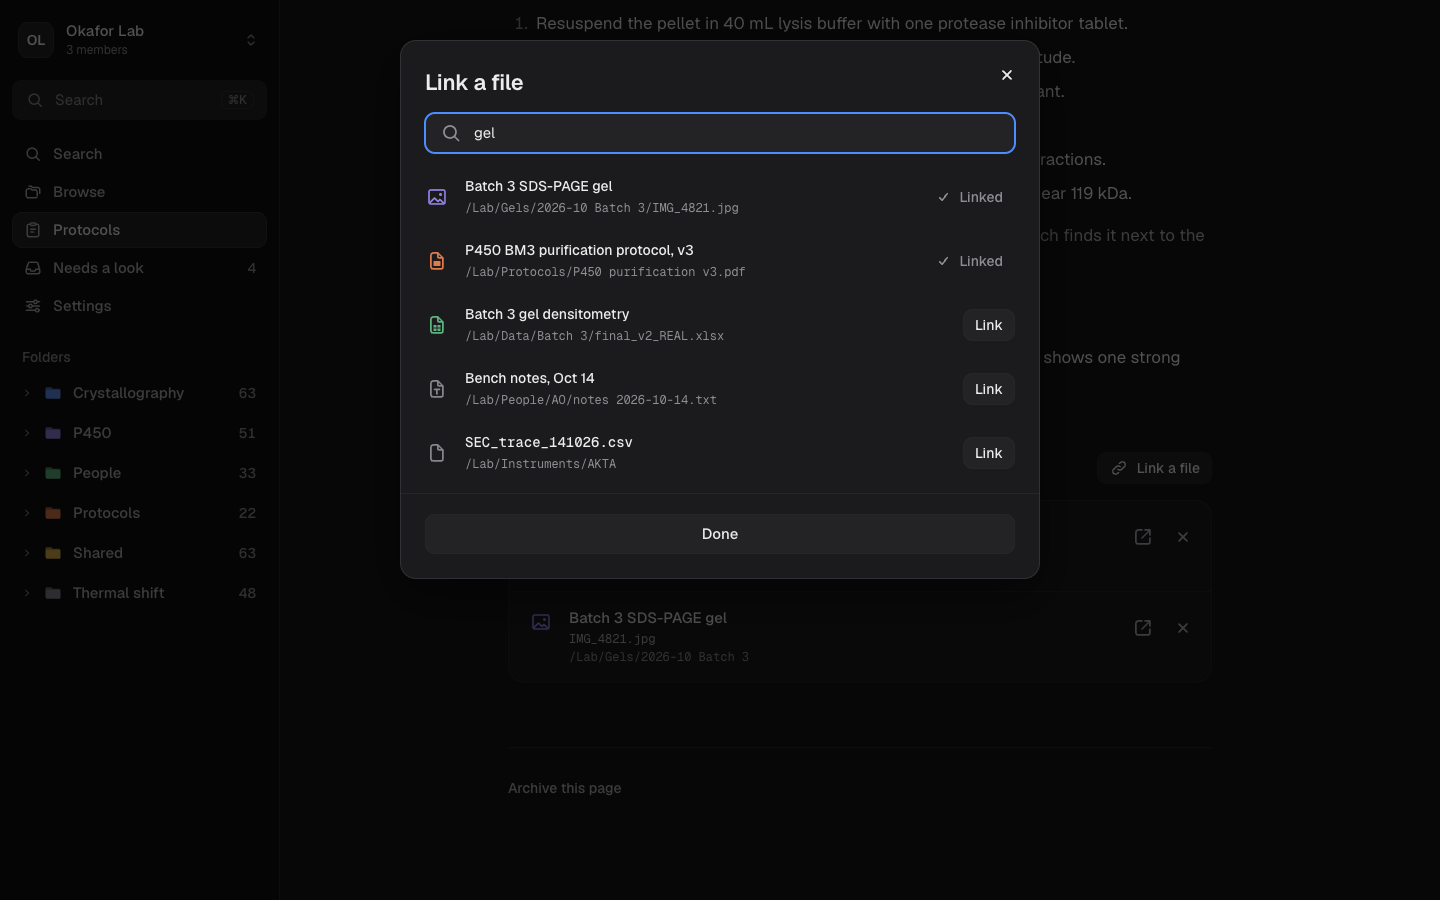 OL
Okafor Lab
3 members
Search
⌘K
Search
Browse
Protocols
Needs a look 4
Settings
Folders
Crystallography 63
P450 51
People 33
Protocols 22
Shared 63
Thermal shift 48
1. Resuspend the pellet in 40 mL lysis buffer with one protease inhibitor tablet.
tude.
ant.
ractions.
ear 119 kDa.
ch finds it next to the
shows one strong
Link a file
gel
Batch 3 SDS-PAGE gel
/Lab/Gels/2026-10 Batch 3/IMG_4821.jpg
Linked
P450 BM3 purification protocol, v3
/Lab/Protocols/P450 purification v3.pdf
Linked
Batch 3 gel densitometry
/Lab/Data/Batch 3/final_v2_REAL.xlsx
Link
Bench notes, Oct 14
/Lab/People/AO/notes 2026-10-14.txt
Link
SEC_trace_141026.csv
/Lab/Instruments/AKTA
Link
Done
Link a file
Batch 3 SDS-PAGE gel
IMG_4821.jpg
/Lab/Gels/2026-10 Batch 3
Archive this page